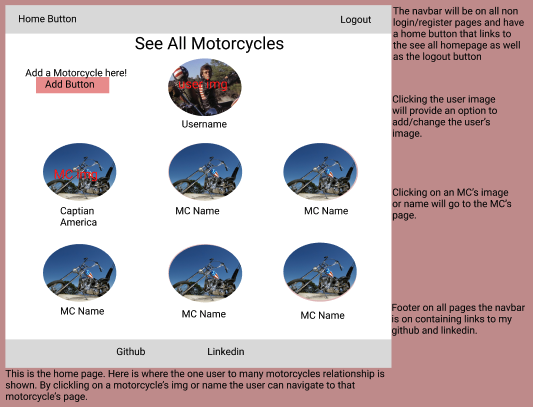 Home Button
Logout
See All Motorcycles
Add a Motorcycle here!
Add Button
User img
Username
MC img
Captian
America
MC Name
MC Name
MC Name
MC Name
MC Name
Github
Linkedin
The navbar will be on all non
login/register pages and have
a home button that links to
the see all homepage as well
as the logout button
Clicking the user image
will provide an option to
add/change the user's
image.
Clicking on an MC's image
or name will go to the MC's
page.
Footer on all pages the navbar
is on containing links to my
github and linkedin.
This is the home page. Here is where the one user to many motorcycles relationship is
shown. By clickling on a motorcycle's img or name the user can navigate to that
motorcycle's page.